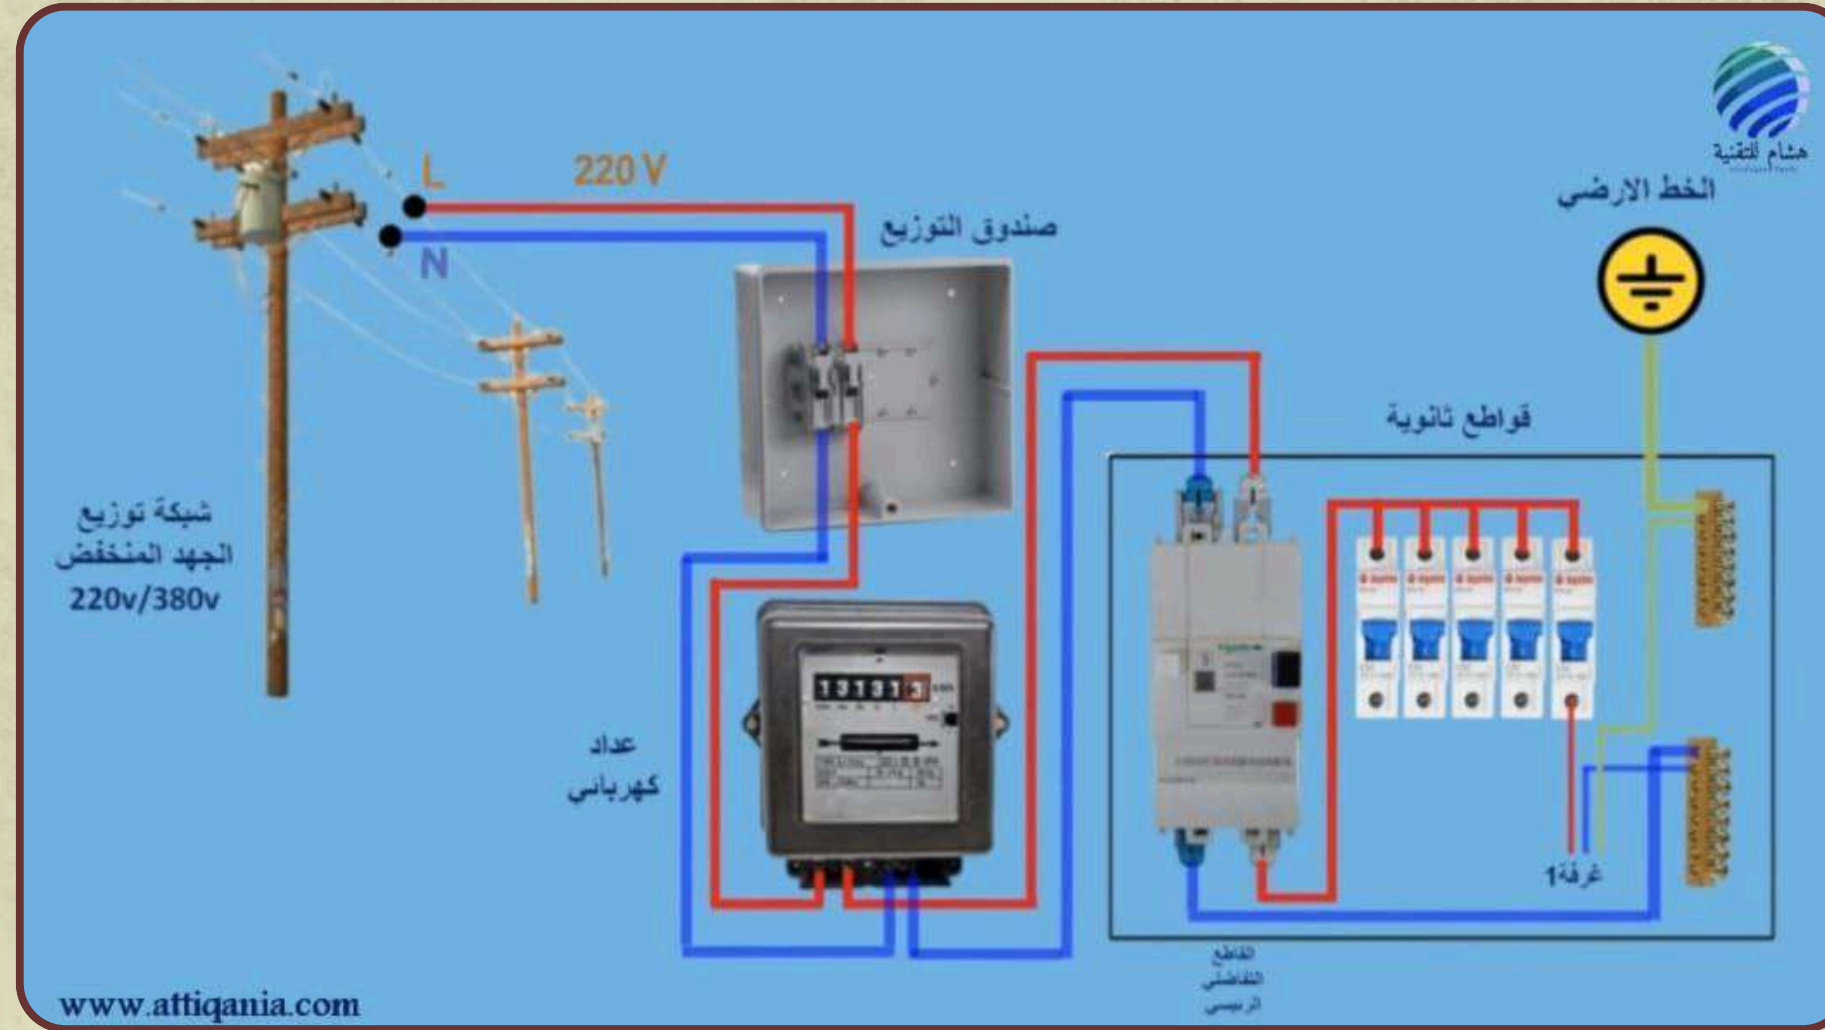 هشام للتقنية
الخط الارضي
L
220 V
N
صندوق التوزيع
قواطع ثانوية
شبكة توزيع
الجهد المنخفض
220v/380v
عداد
كهربائي
غرفة1
القاطع
التفاضلي
الرييسي
www.attiqania.com